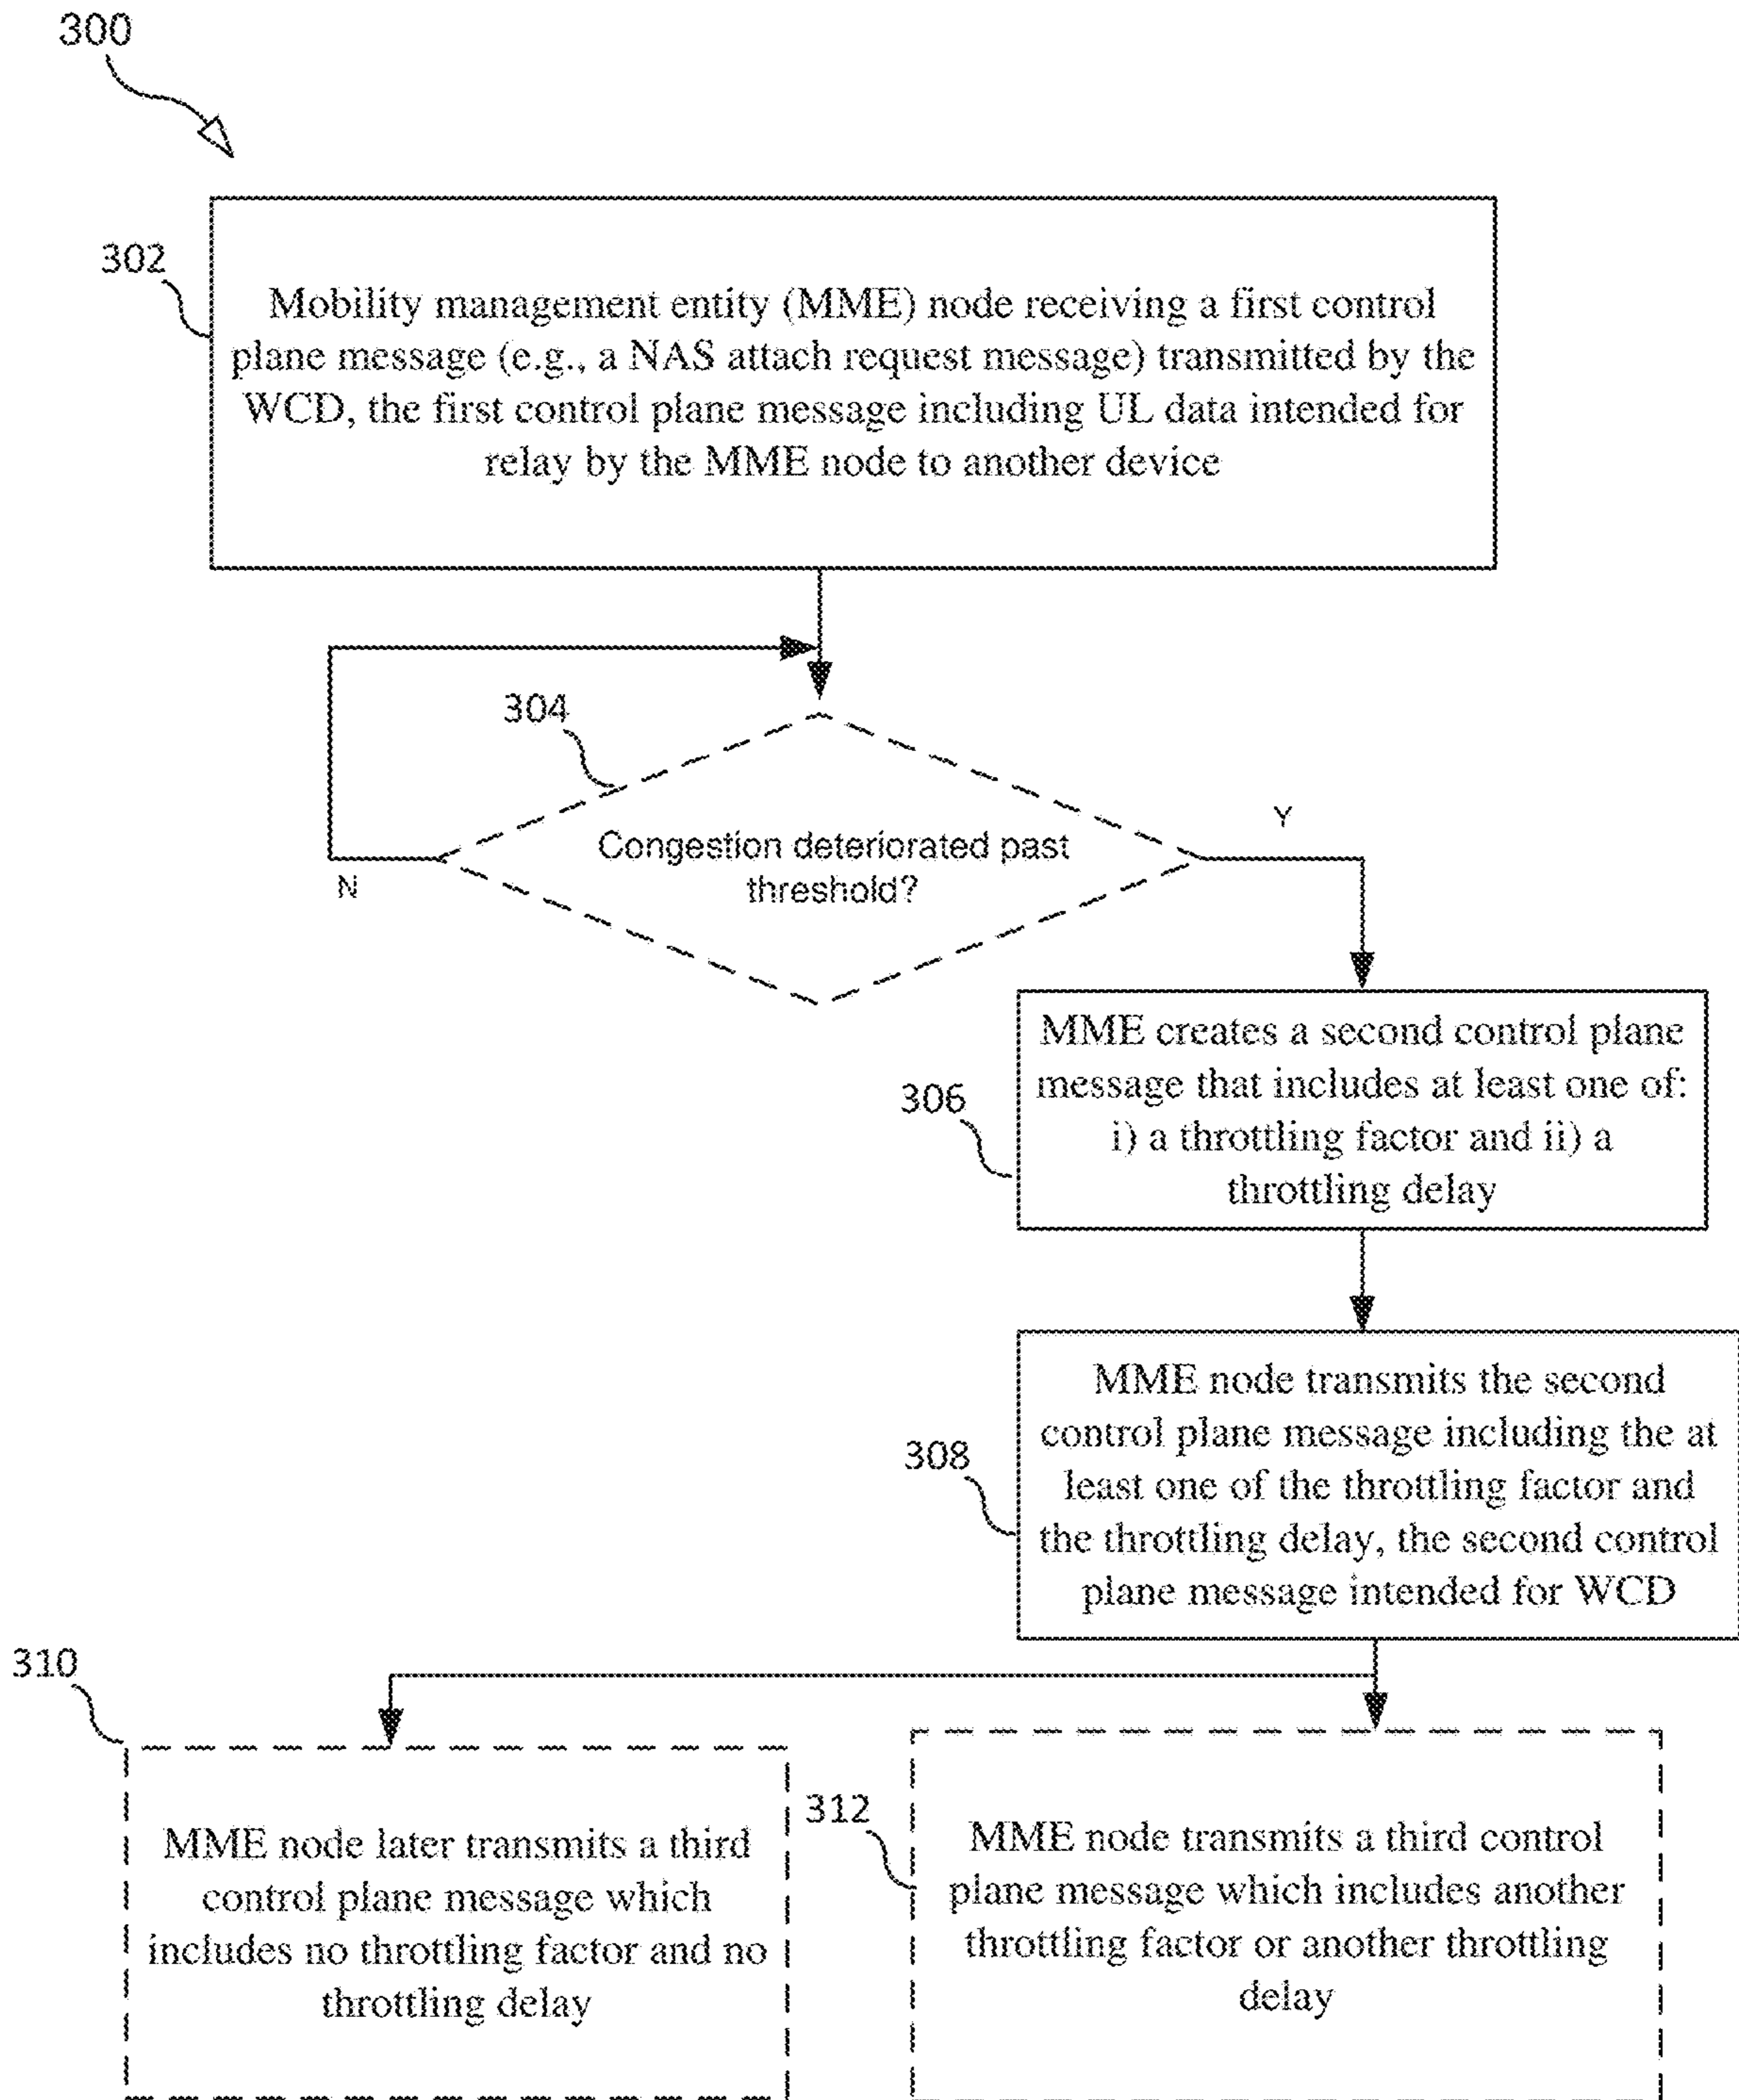 300
302
Mobility management entity (MME) node receiving a first control
plane message (e.g., a NAS attach request message) transmitted by the
WCD, the first control plane message including UL data intended for
relay by the MME node to another device
304
Congestion deteriorated past
threshold?
Y
N
306
MME creates a second control plane
message that includes at least one of:
i) a throttling factor and ii) a
throttling delay
308
MME node transmits the second
control plane message including the at
least one of the throttling factor and
the throttling delay, the second control
plane message intended for WCD
310
MME node later transmits a third
control plane message which
includes no throttling factor and no
throttling delay
312
MME node transmits a third control
plane message which includes another
throttling factor or another throttling
delay